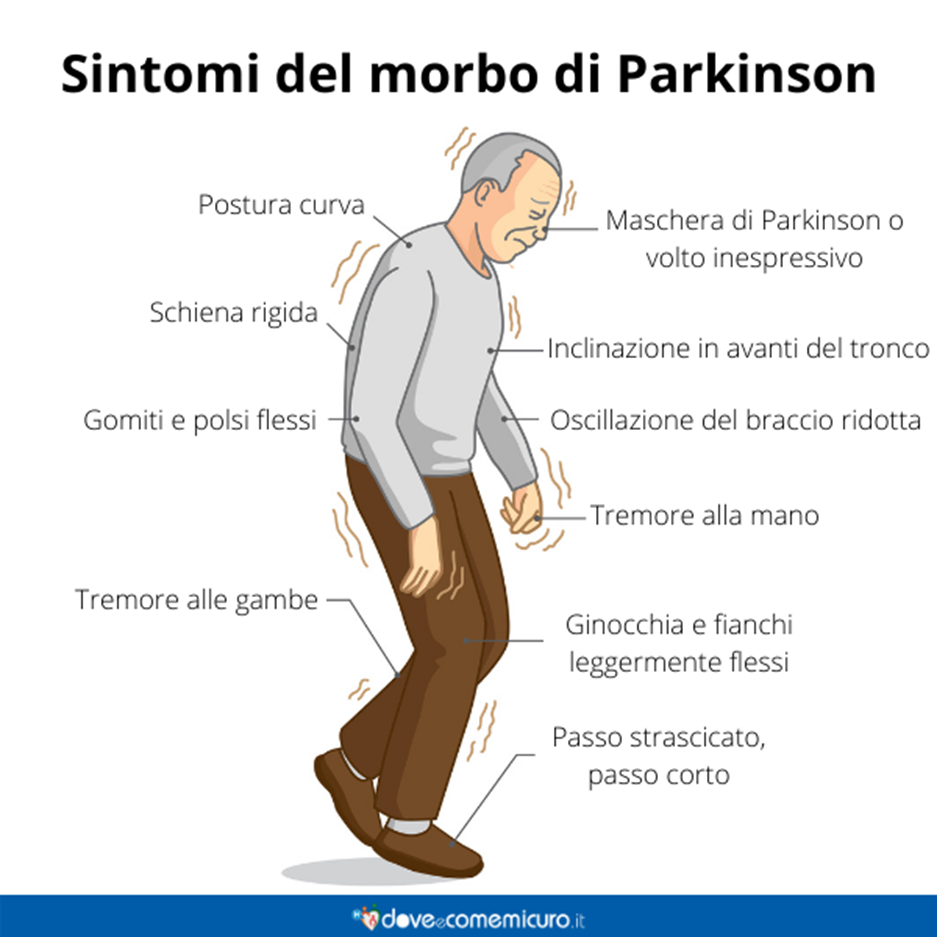 Sintomi del morbo di Parkinson
Postura curva
Maschera di Parkinson o
volto inespressivo
Schiena rigida
Inclinazione in avanti del tronco
Gomiti e polsi flessi
Oscillazione del braccio ridotta
Tremore alla mano
Tremore alle gambe
Ginocchia e fianchi
leggermente flessi
Passo strascicato,
passo corto
doveecomemicuro.it